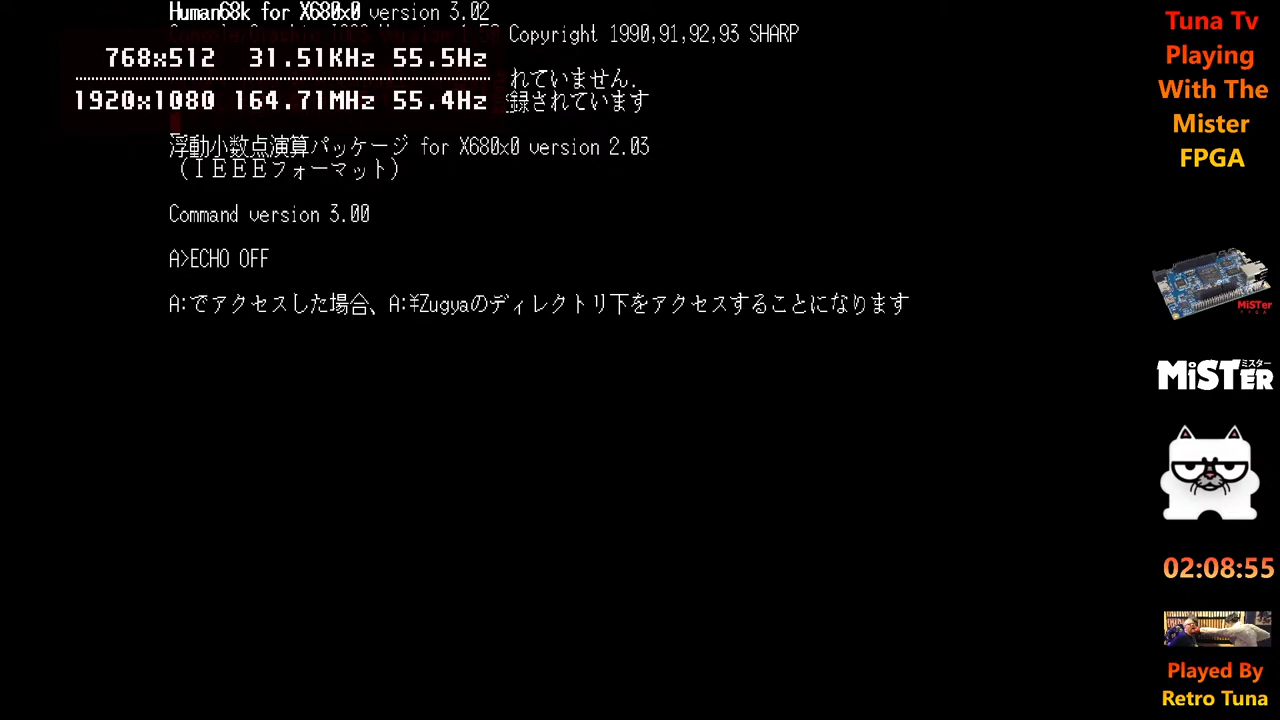 Human68k for X680x0 version 3.02
Copyright 1990,91,92,93 SHARP
768x512 31.51KHz 55.5Hz
れていません.
1920x1080 164.71MHz 55.4Hz
録されています
浮動小数点演算パッケージ for X680x0 version 2.03
（ＩＥＥＥフォーマット）
Command version 3.00
A>ECHO OFF
A:でアクセスした場合、A:¥Zugyaのディレクトリ下をアクセスすることになります
Tuna Tv
Playing
With The
Mister
FPGA
MiSTer
MiSTER
ミスター
02:08:55
Played By
Retro Tuna